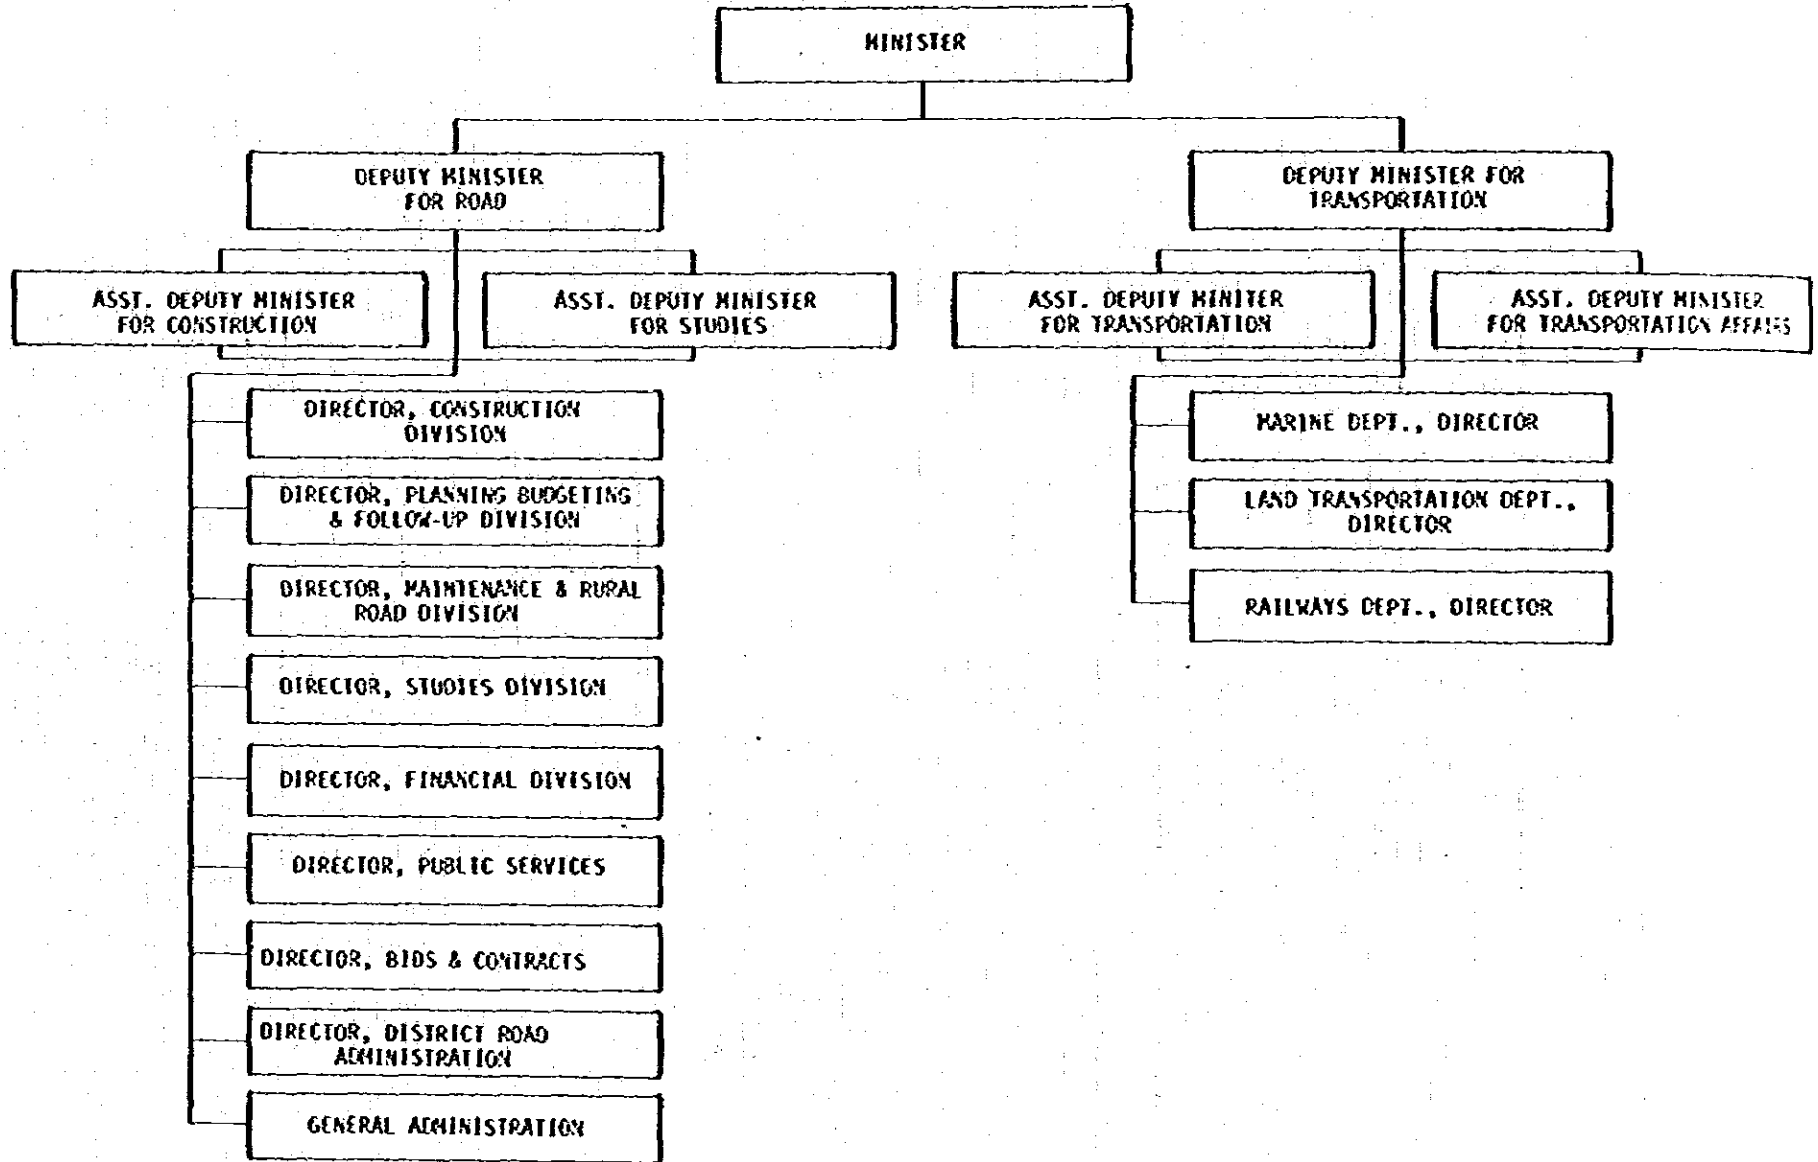 MINISTER
DEPUTY MINISTER
FOR ROAD
DEPUTY MINISTER FOR
TRANSPORTATION
ASST. DEPUTY MINISTER
FOR CONSTRUCTION
ASST. DEPUTY MINISTER
FOR STUDIES
ASST. DEPUTY MINITER
FOR TRANSPORTATION
ASST. DEPUTY MINISTER
FOR TRANSPORTATION AFFAIRS
DIRECTOR, CONSTRUCTION
DIVISION
DIRECTOR, PLANNING BUDGETING
& FOLLOW-UP DIVISION
DIRECTOR, MAINTENANCE & RURAL
ROAD DIVISION
DIRECTOR, STUDIES DIVISION
DIRECTOR, FINANCIAL DIVISION
DIRECTOR, PUBLIC SERVICES
DIRECTOR, BIDS & CONTRACTS
DIRECTOR, DISTRICT ROAD
ADMINISTRATION
GENERAL ADMINISTRATION
MARINE DEPT., DIRECTOR
LAND TRANSPORTATION DEPT.,
DIRECTOR
RAILWAYS DEPT., DIRECTOR